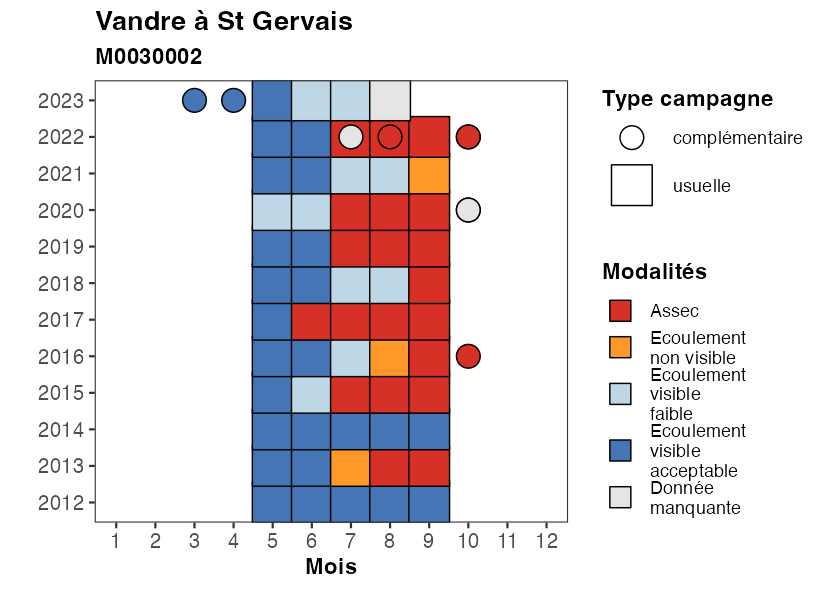 Vandre à St Gervais
M0030002
2023
2022
2021
2020
2019
2018
2017
2016
2015
2014
2013
2012
1 2 3 4 5 6 7 8 9 10 11 12
Mois
Type campagne
complémentaire
usuelle
Modalités
Assec
Ecoulement
non visible
Ecoulement
visible
faible
Ecoulement
visible
acceptable
Donnée
manquante